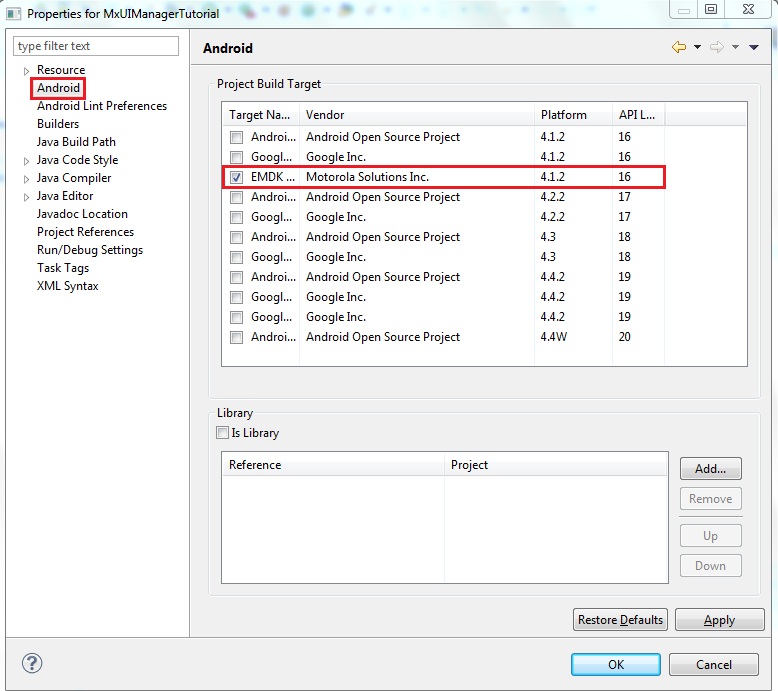 Properties for MxUIManagerTutorial
type filter text
Resource
Android
Android Lint Preferences
Builders
Java Build Path
Java Code Style
Java Compiler
Java Editor
Javadoc Location
Project References
Run/Debug Settings
Task Tags
XML Syntax
Android
Project Build Target
Target Na... Vendor Platform API L...
Androi... Android Open Source Project 4.1.2 16
Googl... Google Inc. 4.1.2 16
EMDK ... Motorola Solutions Inc. 4.1.2 16
Androi... Android Open Source Project 4.2.2 17
Googl... Google Inc. 4.2.2 17
Androi... Android Open Source Project 4.3 18
Googl... Google Inc. 4.3 18
Androi... Android Open Source Project 4.4.2 19
Googl... Google Inc. 4.4.2 19
Googl... Google Inc. 4.4.2 19
Androi... Android Open Source Project 4.4W 20
Library
Is Library
Reference Project
Add...
Remove
Up
Down
Restore Defaults Apply
? OK Cancel